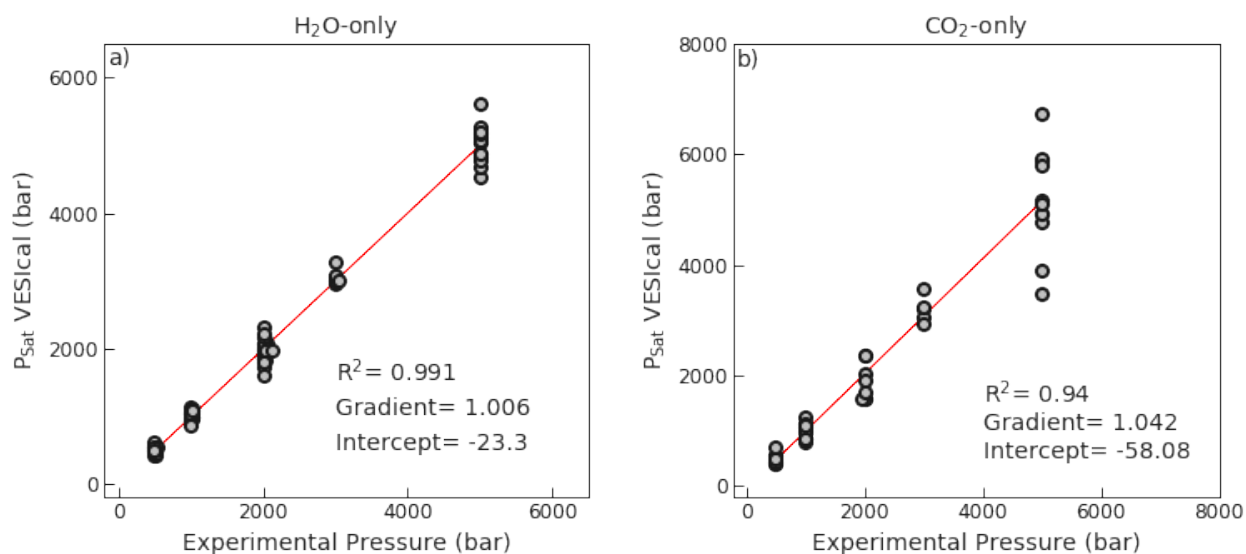 H₂O-only
a)
6000
4000
2000
0
P_Sat VESIcal (bar)
R²= 0.991
Gradient= 1.006
Intercept= -23.3
0 2000 4000 6000
Experimental Pressure (bar)
CO₂-only
b)
8000
6000
4000
2000
0
P_Sat VESIcal (bar)
R²= 0.94
Gradient= 1.042
Intercept= -58.08
0 2000 4000 6000 8000
Experimental Pressure (bar)